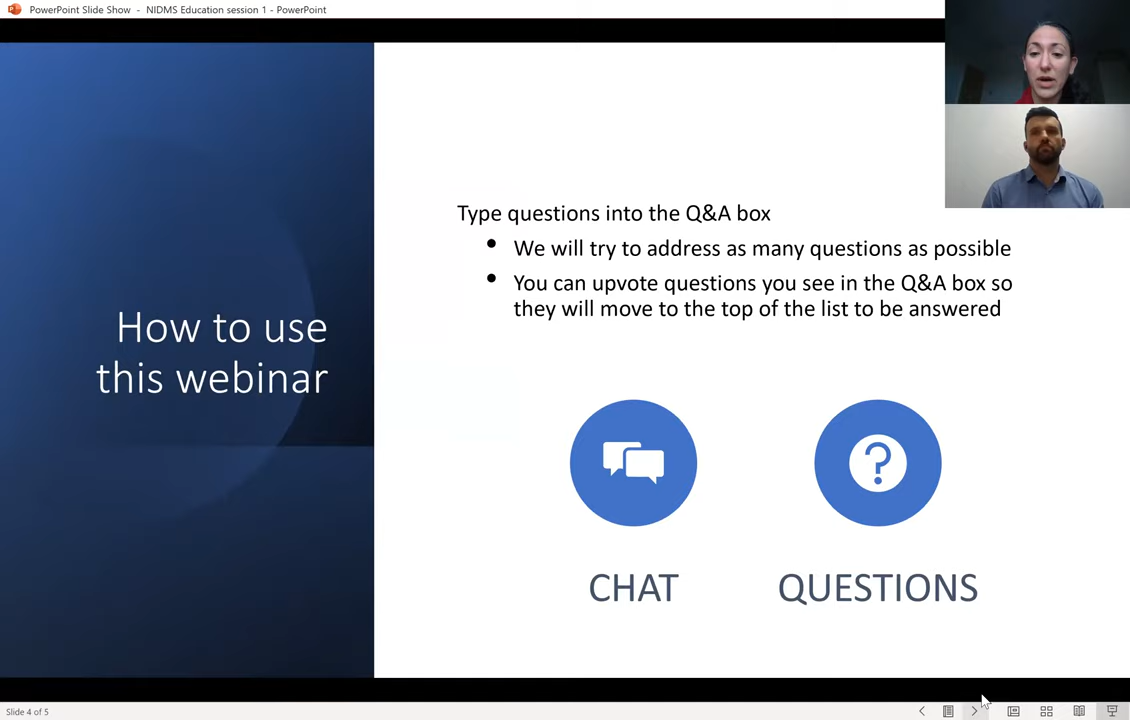 PowerPoint Slide Show - NIDMS Education session 1 - PowerPoint
How to use
this webinar
Type questions into the Q&A box
• We will try to address as many questions as possible
• You can upvote questions you see in the Q&A box so
they will move to the top of the list to be answered
CHAT
QUESTIONS
Slide 4 of 5